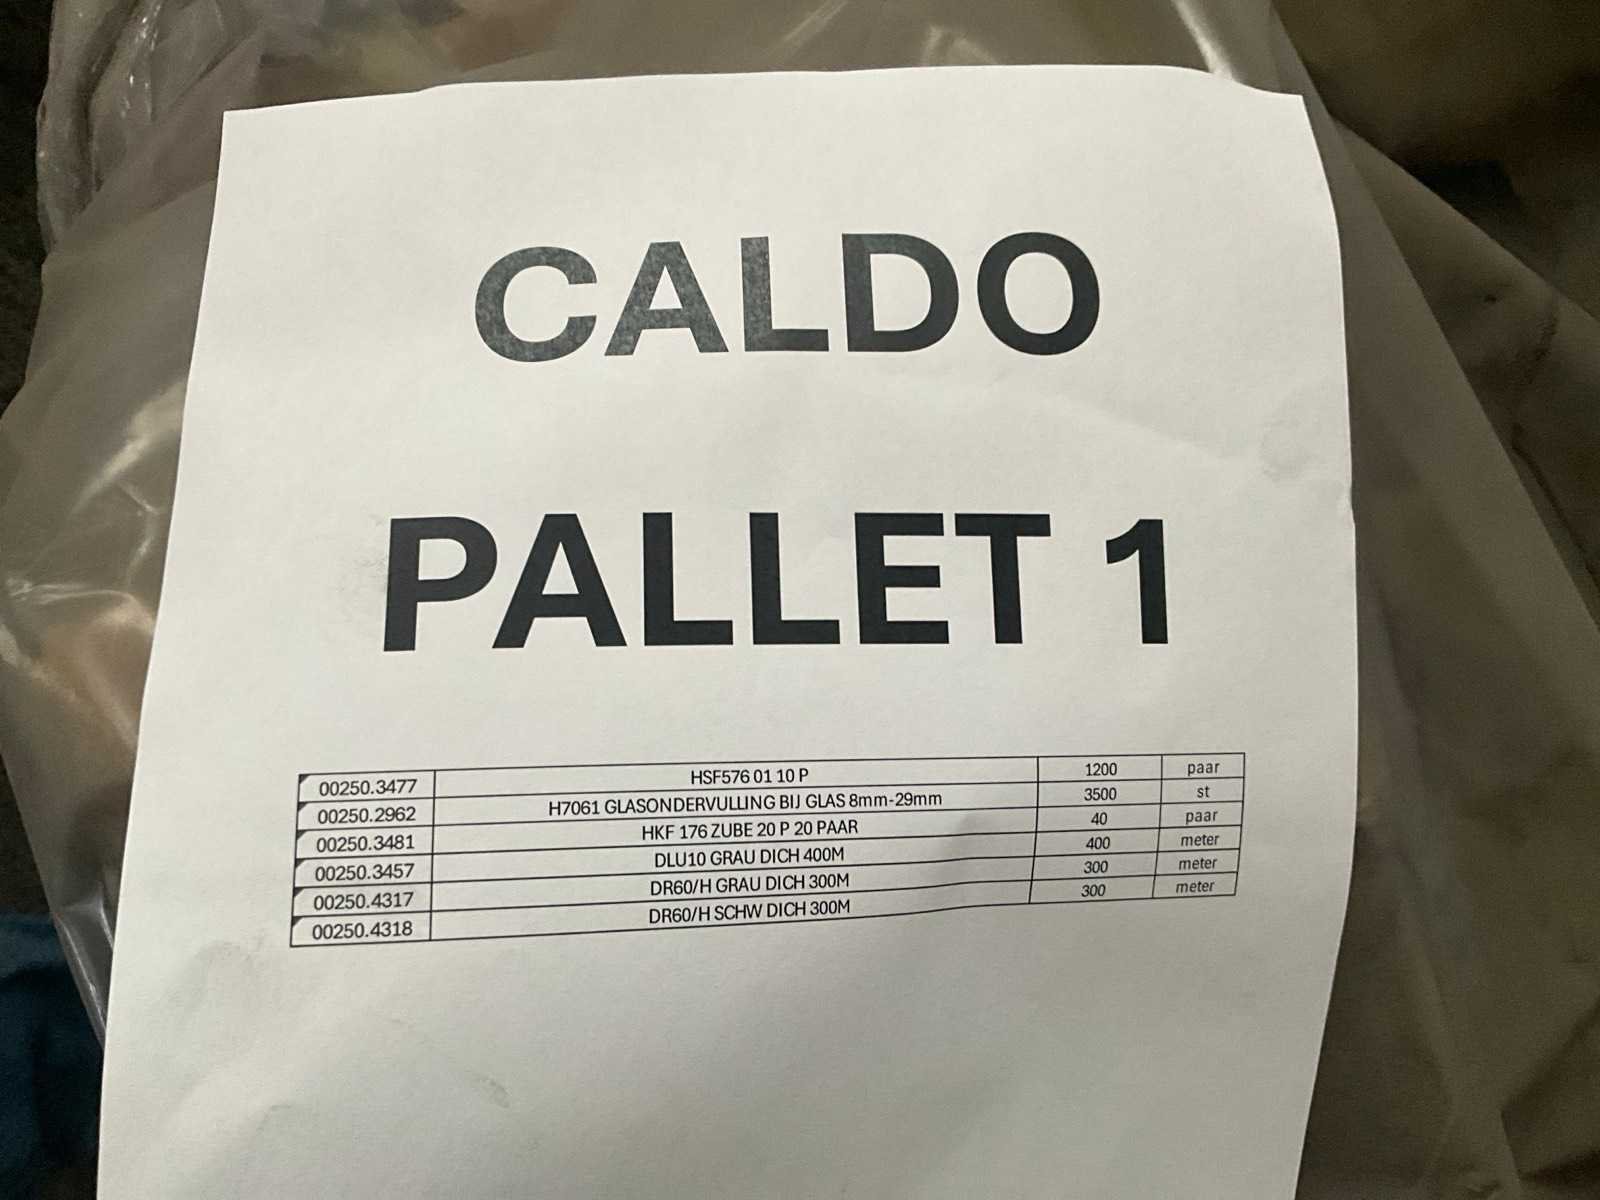 CALDO
PALLET 1
00250.3477 HSF576 01 10 P 1200 paar
00250.2962 H7061 GLASONDERVULLING BIJ GLAS 8mm-29mm 3500 st
00250.3481 HKF 176 ZUBE 20 P 20 PAAR 40 paar
00250.3457 DLU10 GRAU DICH 400M 400 meter
00250.4317 DR60/H GRAU DICH 300M 300 meter
00250.4318 DR60/H SCHW DICH 300M 300 meter